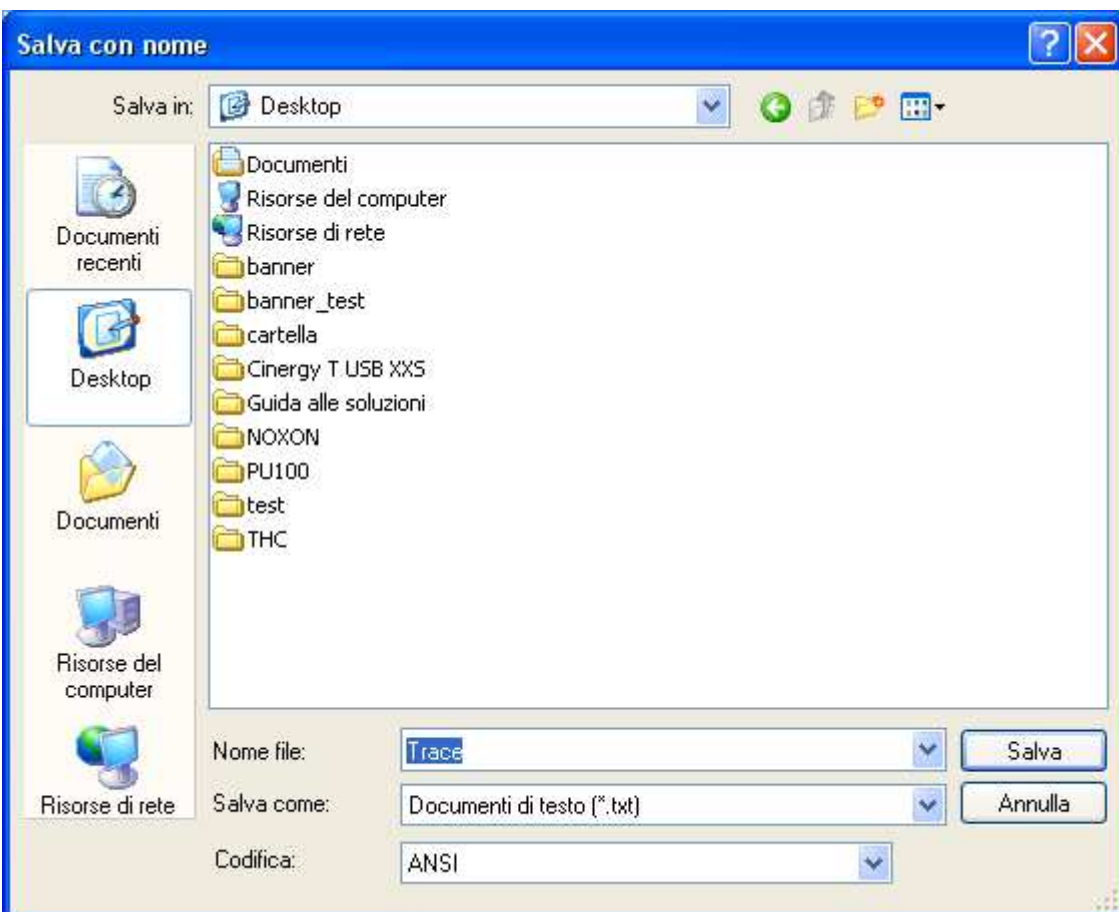 Salva con nome
Salva in:
Desktop
Documenti
recenti
Desktop
Documenti
Risorse del
computer
Risorse di rete
Documenti
Risorse del computer
Risorse di rete
banner
banner_test
cartella
Cinergy T USB XXS
Guida alle soluzioni
NOXON
PU100
test
THC
Nome file:
Trace
Salva
Salva come:
Documenti di testo (*.txt)
Annulla
Codifica:
ANSI